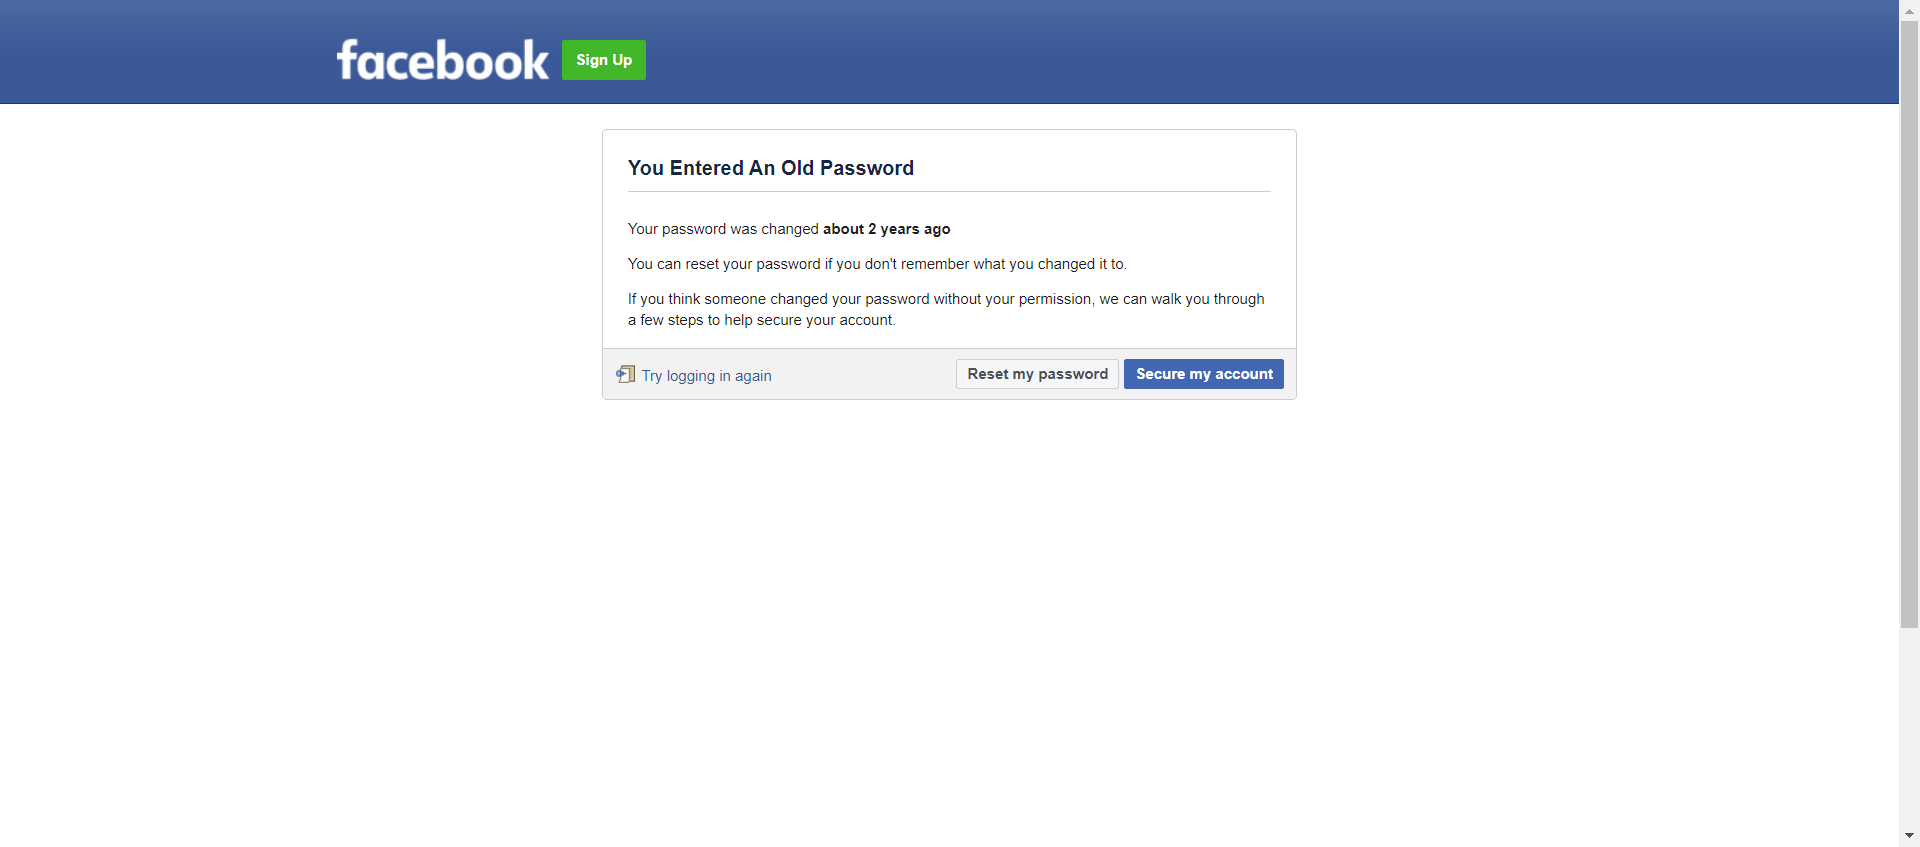 facebook
Sign Up
You Entered An Old Password
Your password was changed about 2 years ago
You can reset your password if you don't remember what you changed it to.
If you think someone changed your password without your permission, we can walk you through
a few steps to help secure your account.
Try logging in again
Reset my password
Secure my account